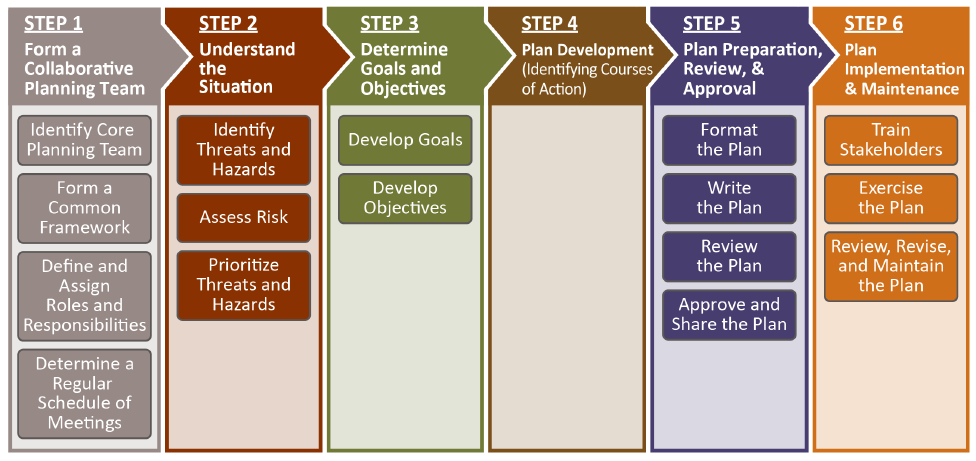 STEP 1
Form a
Collaborative
Planning Team
Identify Core
Planning Team
Form a
Common
Framework
Define and
Assign
Roles and
Responsibilities
Determine a
Regular
Schedule of
Meetings
STEP 2
Understand
the
Situation
Identify
Threats and
Hazards
Assess Risk
Prioritize
Threats and
Hazards
STEP 3
Determine
Goals and
Objectives
Develop Goals
Develop
Objectives
STEP 4
Plan Development
(Identifying Courses
of Action)
STEP 5
Plan Preparation,
Review, &
Approval
Format
the Plan
Write
the Plan
Review
the Plan
Approve and
Share the Plan
STEP 6
Plan
Implementation
& Maintenance
Train
Stakeholders
Exercise
the Plan
Review, Revise,
and Maintain
the Plan